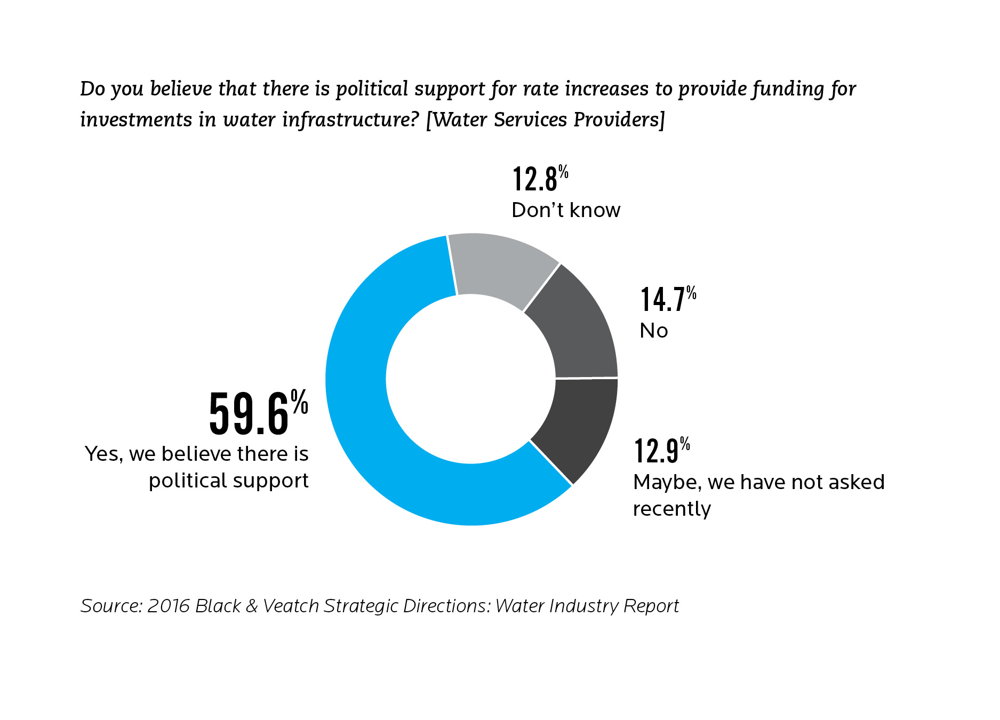 Do you believe that there is political support for rate increases to provide funding for
investments in water infrastructure? [Water Services Providers]
12.8%
Don’t know
14.7%
No
59.6%
Yes, we believe there is
political support
12.9%
Maybe, we have not asked
recently
Source: 2016 Black & Veatch Strategic Directions: Water Industry Report